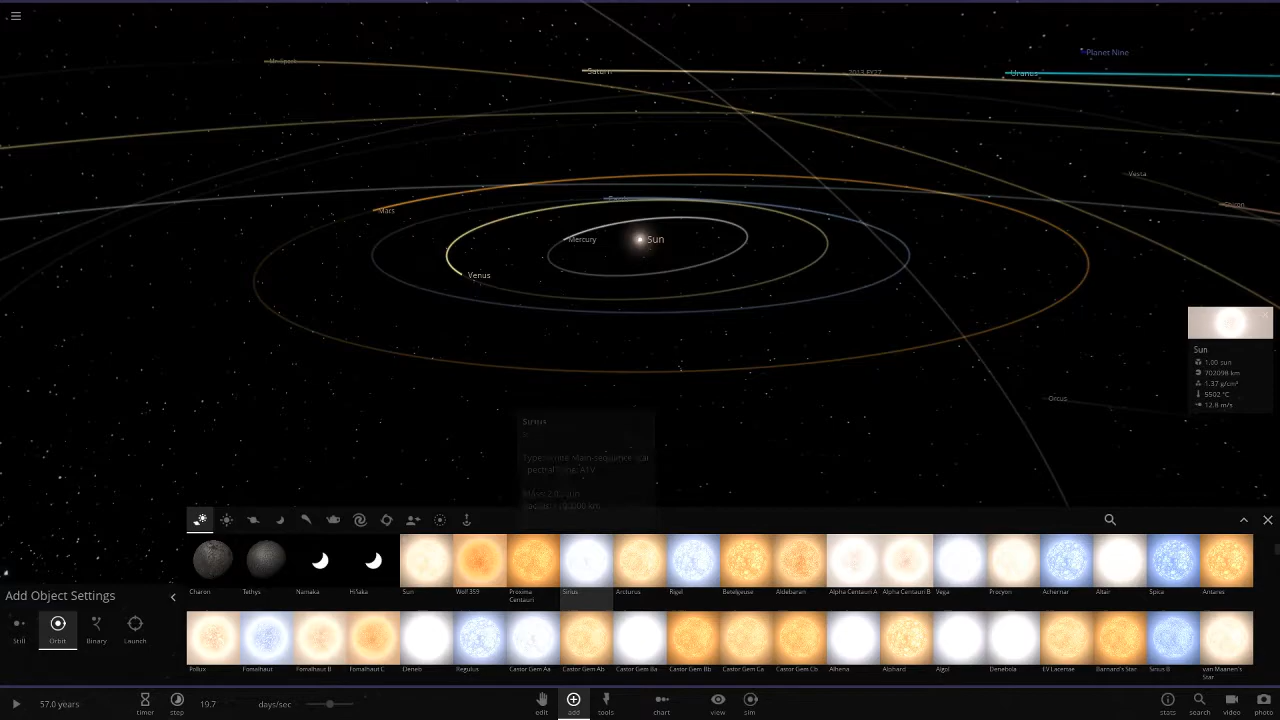 Planet Nine
Saturn
2013 FY27
Uranus
Vesta
Chiron
Mars
Mercury
Sun
Venus
Sun
1.00 sun
702098 km
1.37 g/cm³
5502 °C
12.8 m/s
Orcus
Sirius
Add Object Settings
Still
Orbit
Binary
Launch
Charon
Tethys
Namaka
Hi'iaka
Sun
Wolf 359
Proxima Centauri
Sirius
Arcturus
Rigel
Betelgeuse
Aldebaran
Alpha Centauri A
Alpha Centauri B
Vega
Procyon
Achernar
Altair
Spica
Antares
Pollux
Fomalhaut
Fomalhaut B
Fomalhaut C
Deneb
Regulus
Castor Gem Aa
Castor Gem Ab
Castor Gem Ba
Castor Gem Bb
Castor Gem Ca
Castor Gem Cb
Alhena
Alphard
Algol
Denebola
EV Lacertae
Barnard's Star
Sirius B
van Maanen's Star
57.0 years
timer
step
19.7
days/sec
edit
add
tools
chart
view
sim
stats
search
video
photo